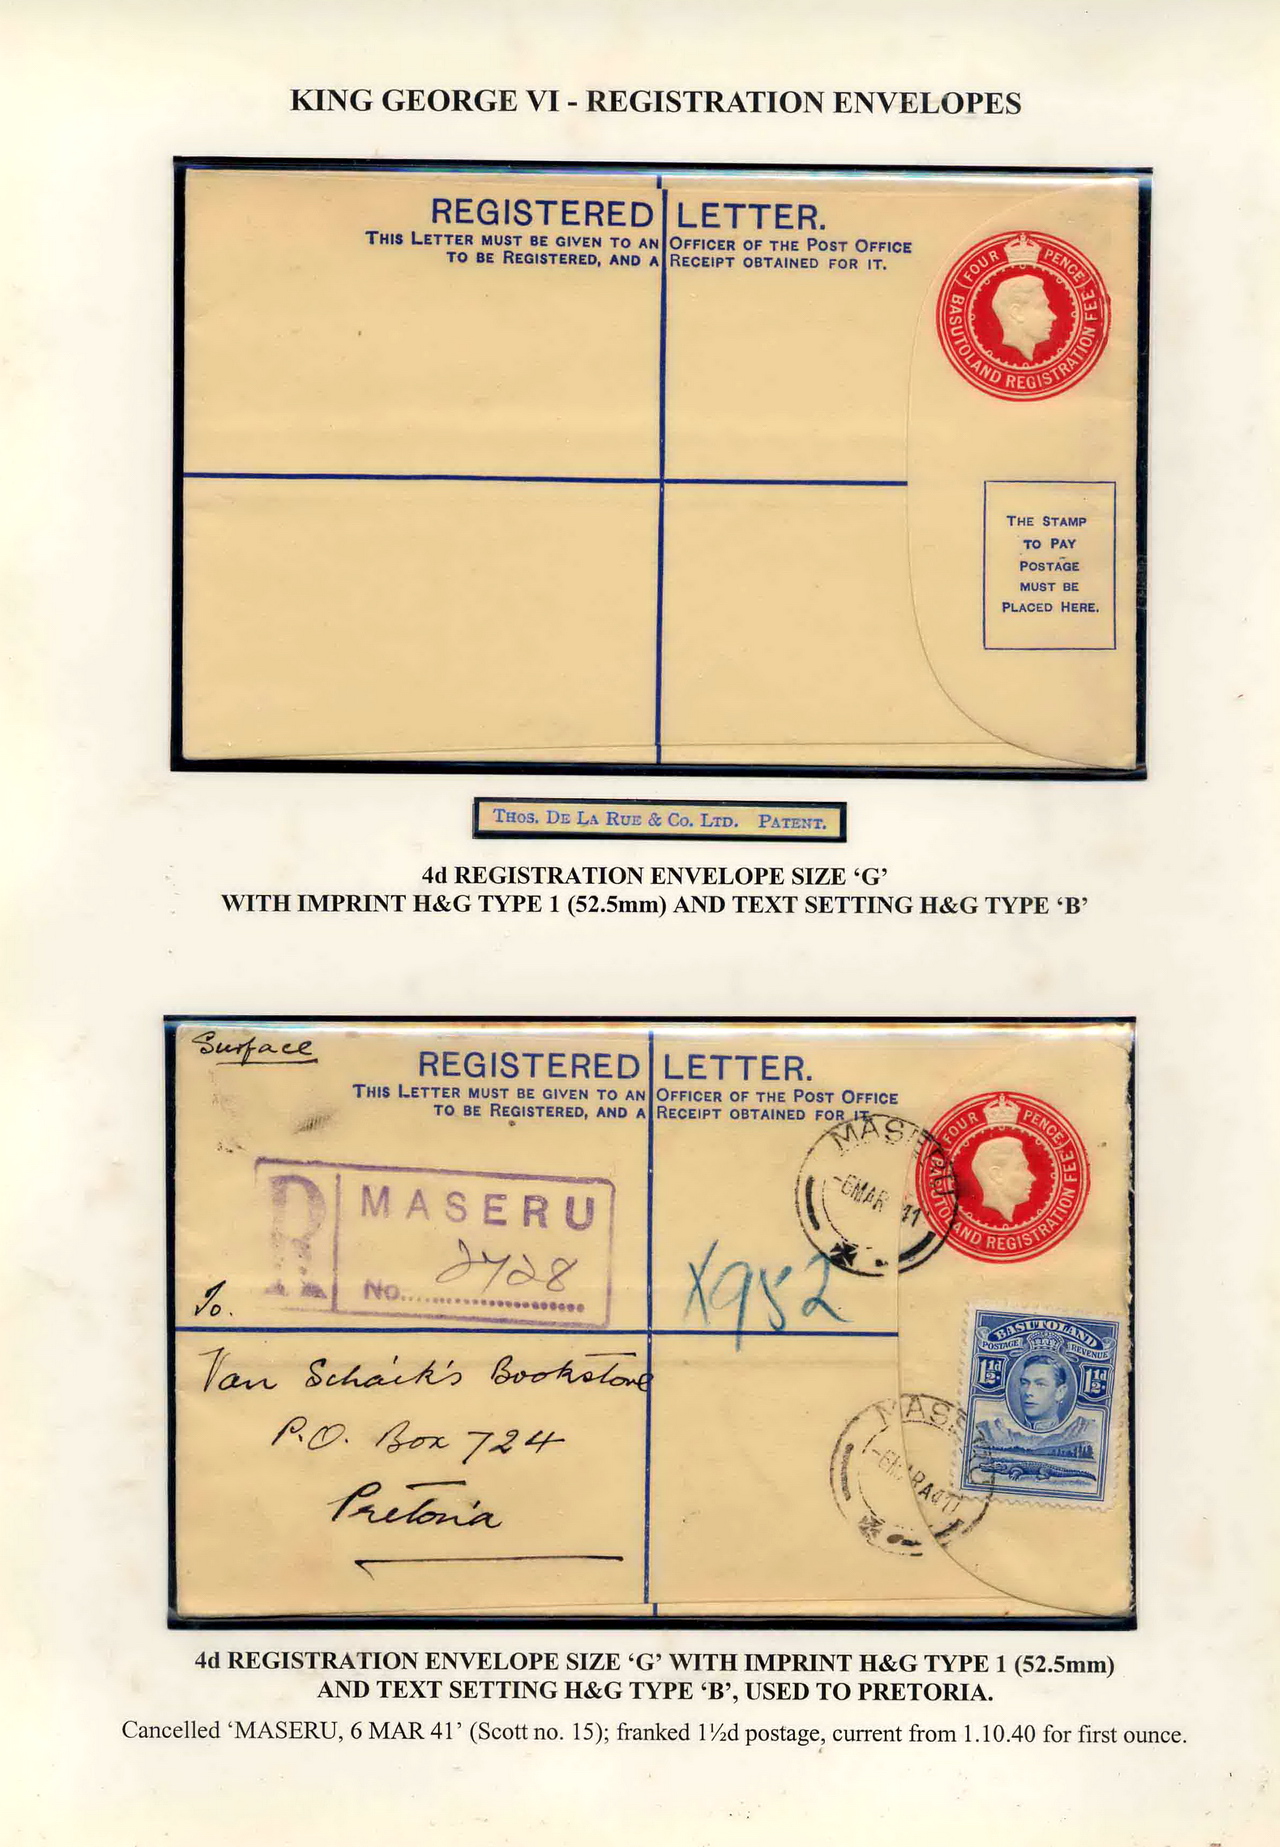 KING GEORGE VI - REGISTRATION ENVELOPES
REGISTERED LETTER.
THIS LETTER MUST BE GIVEN TO AN OFFICER OF THE POST OFFICE
TO BE REGISTERED, AND A RECEIPT OBTAINED FOR IT.
FOUR PENCE
BASUTOLAND REGISTRATION FEE
THE STAMP
TO PAY
POSTAGE
MUST BE
PLACED HERE.
THOS. DE LA RUE & CO. LTD. PATENT.
4d REGISTRATION ENVELOPE SIZE ‘G’
WITH IMPRINT H&G TYPE 1 (52.5mm) AND TEXT SETTING H&G TYPE ‘B’
Surface
REGISTERED LETTER.
THIS LETTER MUST BE GIVEN TO AN OFFICER OF THE POST OFFICE
TO BE REGISTERED, AND A RECEIPT OBTAINED FOR IT.
FOUR PENCE
BASUTOLAND REGISTRATION FEE
MASERU
-6MAR 41
R MASERU
No. 2728
X952
To.
Van Schaik's Bookstore
P.O. Box 724
Pretoria
BASUTOLAND
POSTAGE REVENUE
1½d. 1½d.
MASERU
4d REGISTRATION ENVELOPE SIZE ‘G’ WITH IMPRINT H&G TYPE 1 (52.5mm)
AND TEXT SETTING H&G TYPE ‘B’, USED TO PRETORIA.
Cancelled ‘MASERU, 6 MAR 41’ (Scott no. 15); franked 1½d postage, current from 1.10.40 for first ounce.